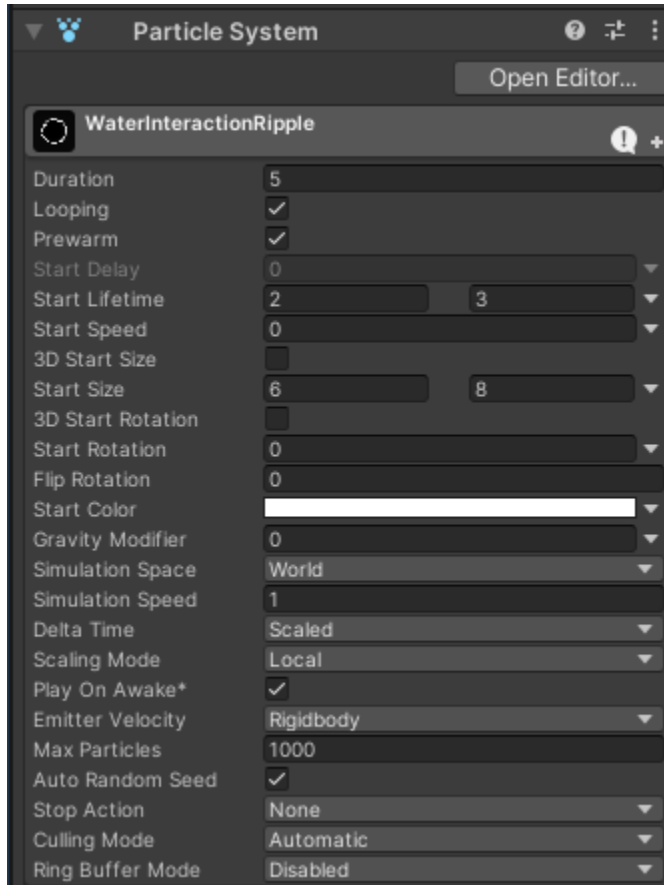 Particle System
Open Editor...
WaterInteractionRipple
Duration 5
Looping
Prewarm
Start Delay 0
Start Lifetime 2 3
Start Speed 0
3D Start Size
Start Size 6 8
3D Start Rotation
Start Rotation 0
Flip Rotation 0
Start Color
Gravity Modifier 0
Simulation Space World
Simulation Speed 1
Delta Time Scaled
Scaling Mode Local
Play On Awake*
Emitter Velocity Rigidbody
Max Particles 1000
Auto Random Seed
Stop Action None
Culling Mode Automatic
Ring Buffer Mode Disabled